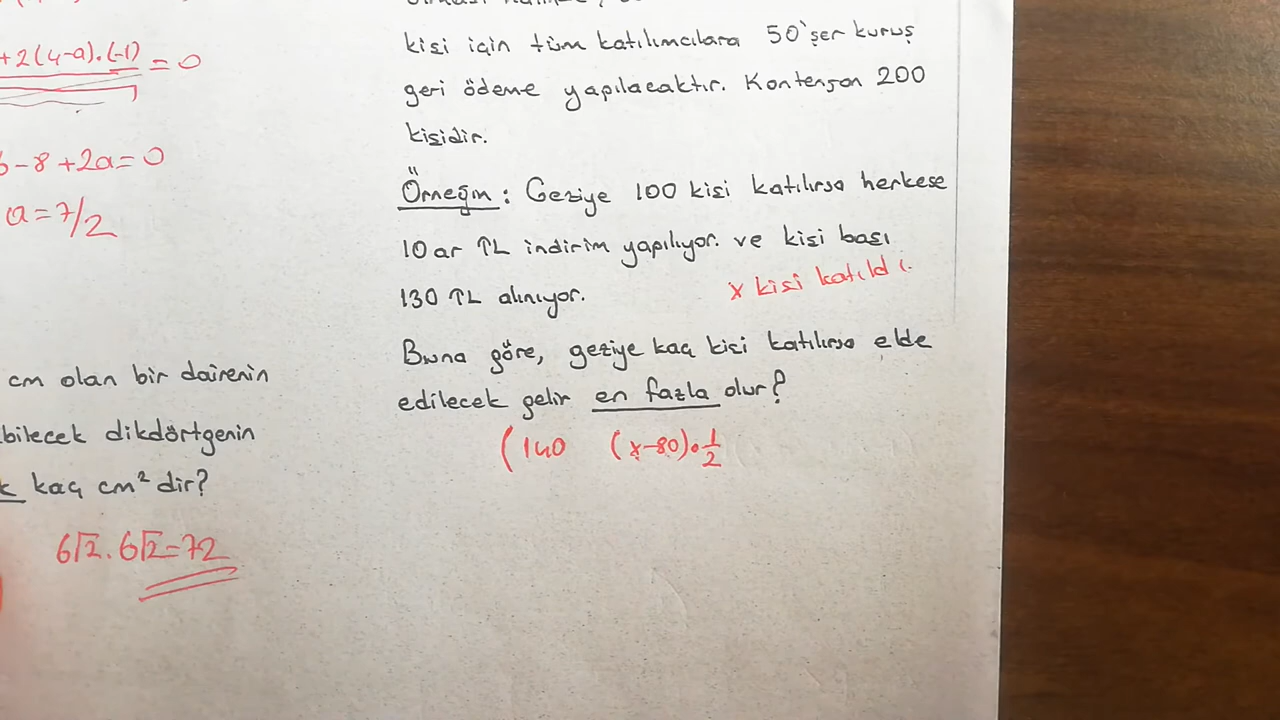 +2(4-a).(-1) = 0
-8+2a=0
a=7/2
cm olan bir dairenin
bilecek dikdörtgenin
kaç cm² dir?
6√2.6√2=72
kişi için tüm katılımcılara 50'şer kuruş
geri ödeme yapılacaktır. Kontenjan 200
kişidir.
Örneğin: Geziye 100 kişi katılırsa herkese
10ar TL indirim yapılıyor. ve kişi başı
130 TL alınıyor.
x kişi katıldı.
Buna göre, geziye kaç kişi katılırsa elde
edilecek gelir en fazla olur?
(140 (x-80).1/2